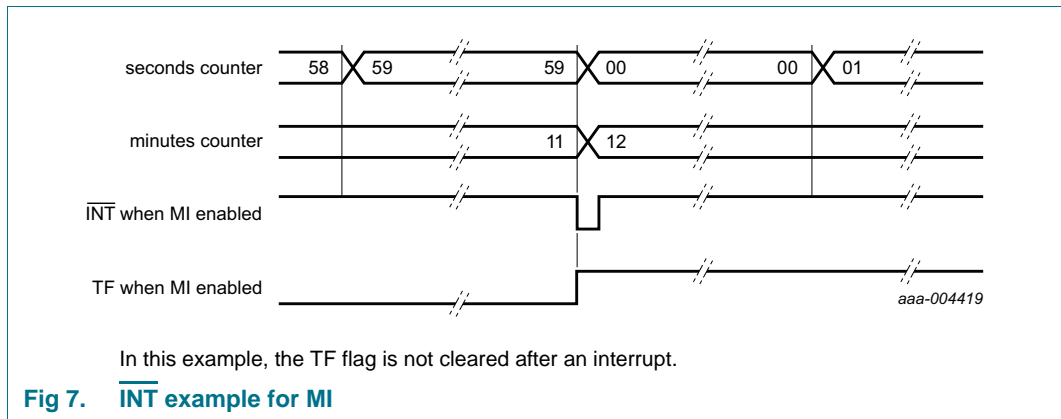 seconds counter 58 59 59 00 00 01
minutes counter 11 12
INT when MI enabled
TF when MI enabled
aaa-004419
In this example, the TF flag is not cleared after an interrupt.
Fig 7. INT example for MI